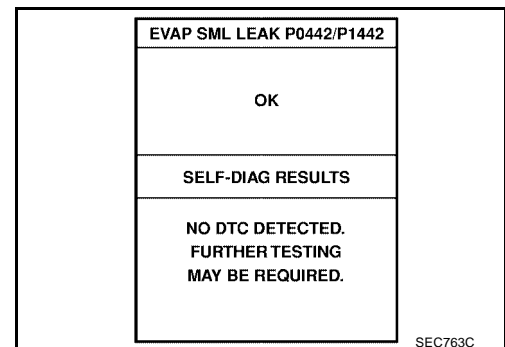 EVAP SML LEAK P0442/P1442
OK
SELF-DIAG RESULTS
NO DTC DETECTED.
FURTHER TESTING
MAY BE REQUIRED.
SEC763C